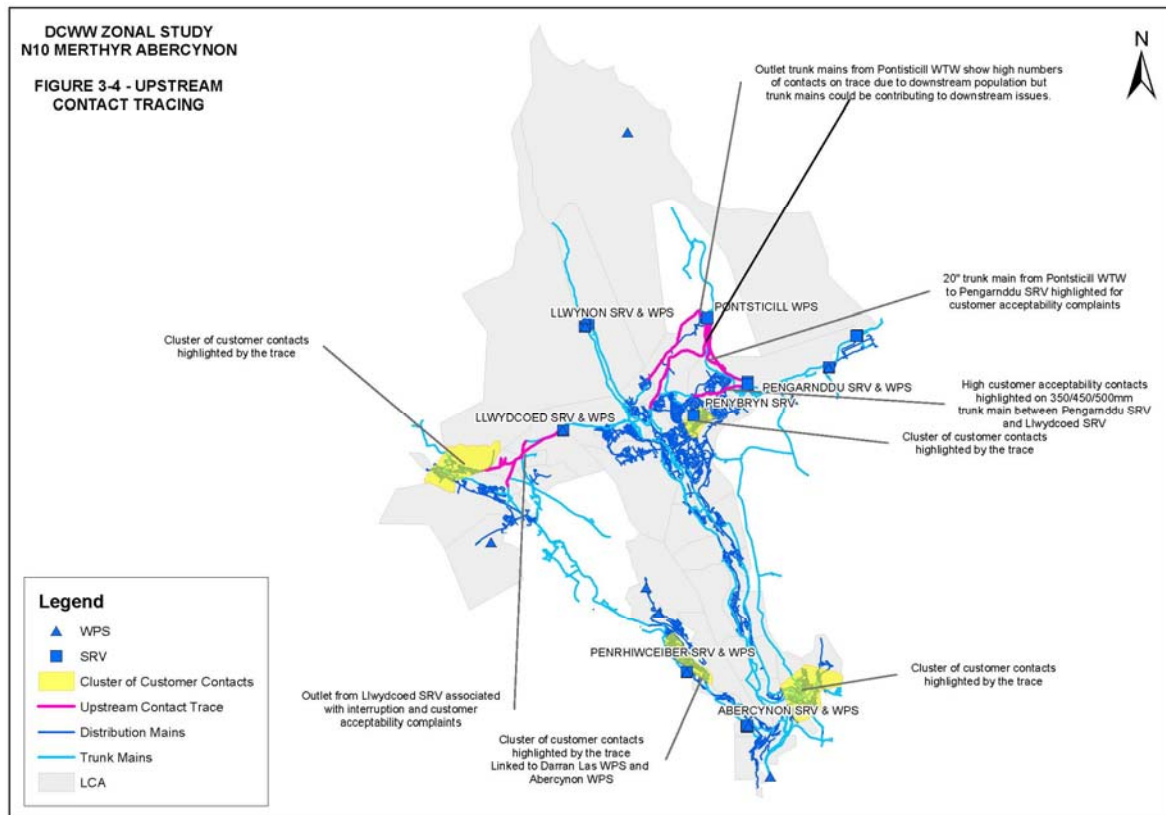 DCWW ZONAL STUDY
N10 MERTHYR ABERCYNON
FIGURE 3-4 - UPSTREAM
CONTACT TRACING
N
Outlet trunk mains from Pontisticill WTW show high numbers
of contacts on trace due to downstream population but
trunk mains could be contributing to downstream issues.
20" trunk main from Pontsticill WTW
to Pengarnddu SRV highlighted for
customer acceptability complaints
LLWYNON SRV & WPS
PONTSTICILL WPS
Cluster of customer contacts
highlighted by the trace
PENGARNDDU SRV & WPS
PENYBRYN SRV
High customer acceptability contacts
highlighted on 350/450/500mm
trunk main between Pengarnddu SRV
and Llwydcoed SRV
LLWYDCOED SRV & WPS
Cluster of customer contacts
highlighted by the trace
Legend
WPS
SRV
Cluster of Customer Contacts
Upstream Contact Trace
Distribution Mains
Trunk Mains
LCA
PENRHIWCEIBER SRV & WPS
Cluster of customer contacts
highlighted by the trace
ABERCYNON SRV & WPS
Outlet from Llwydcoed SRV associated
with interruption and customer
acceptability complaints
Cluster of customer contacts
highlighted by the trace
Linked to Darran Las WPS and
Abercynon WPS